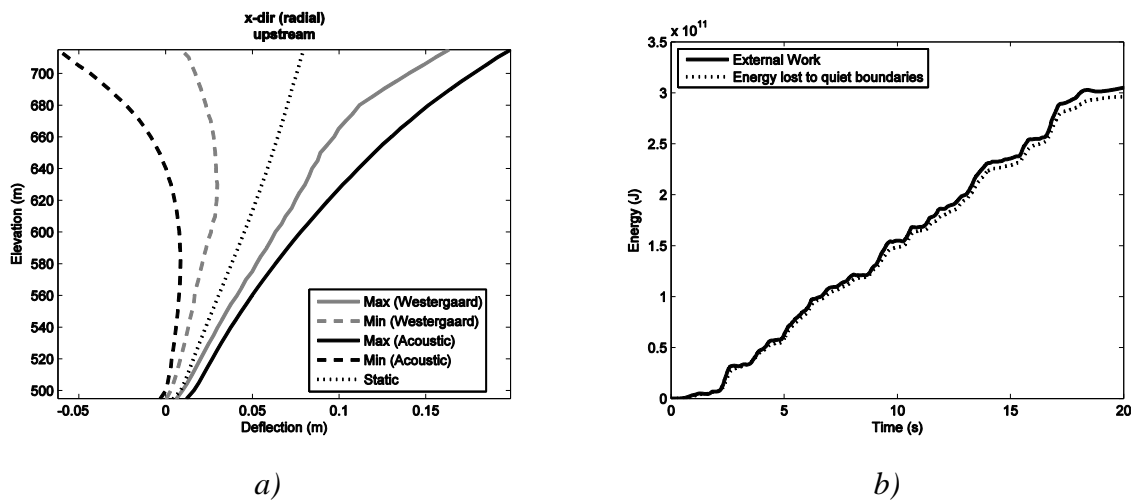 x-dir (radial)
upstream
Elevation (m)
700
680
660
640
620
600
580
560
540
520
500
-0.05
0
0.05
0.1
0.15
Deflection (m)
Max (Westergaard)
Min (Westergaard)
Max (Acoustic)
Min (Acoustic)
Static
a)
x 10^11
Energy (J)
3.5
3
2.5
2
1.5
1
0.5
0
0
5
10
15
20
Time (s)
External Work
Energy lost to quiet boundaries
b)